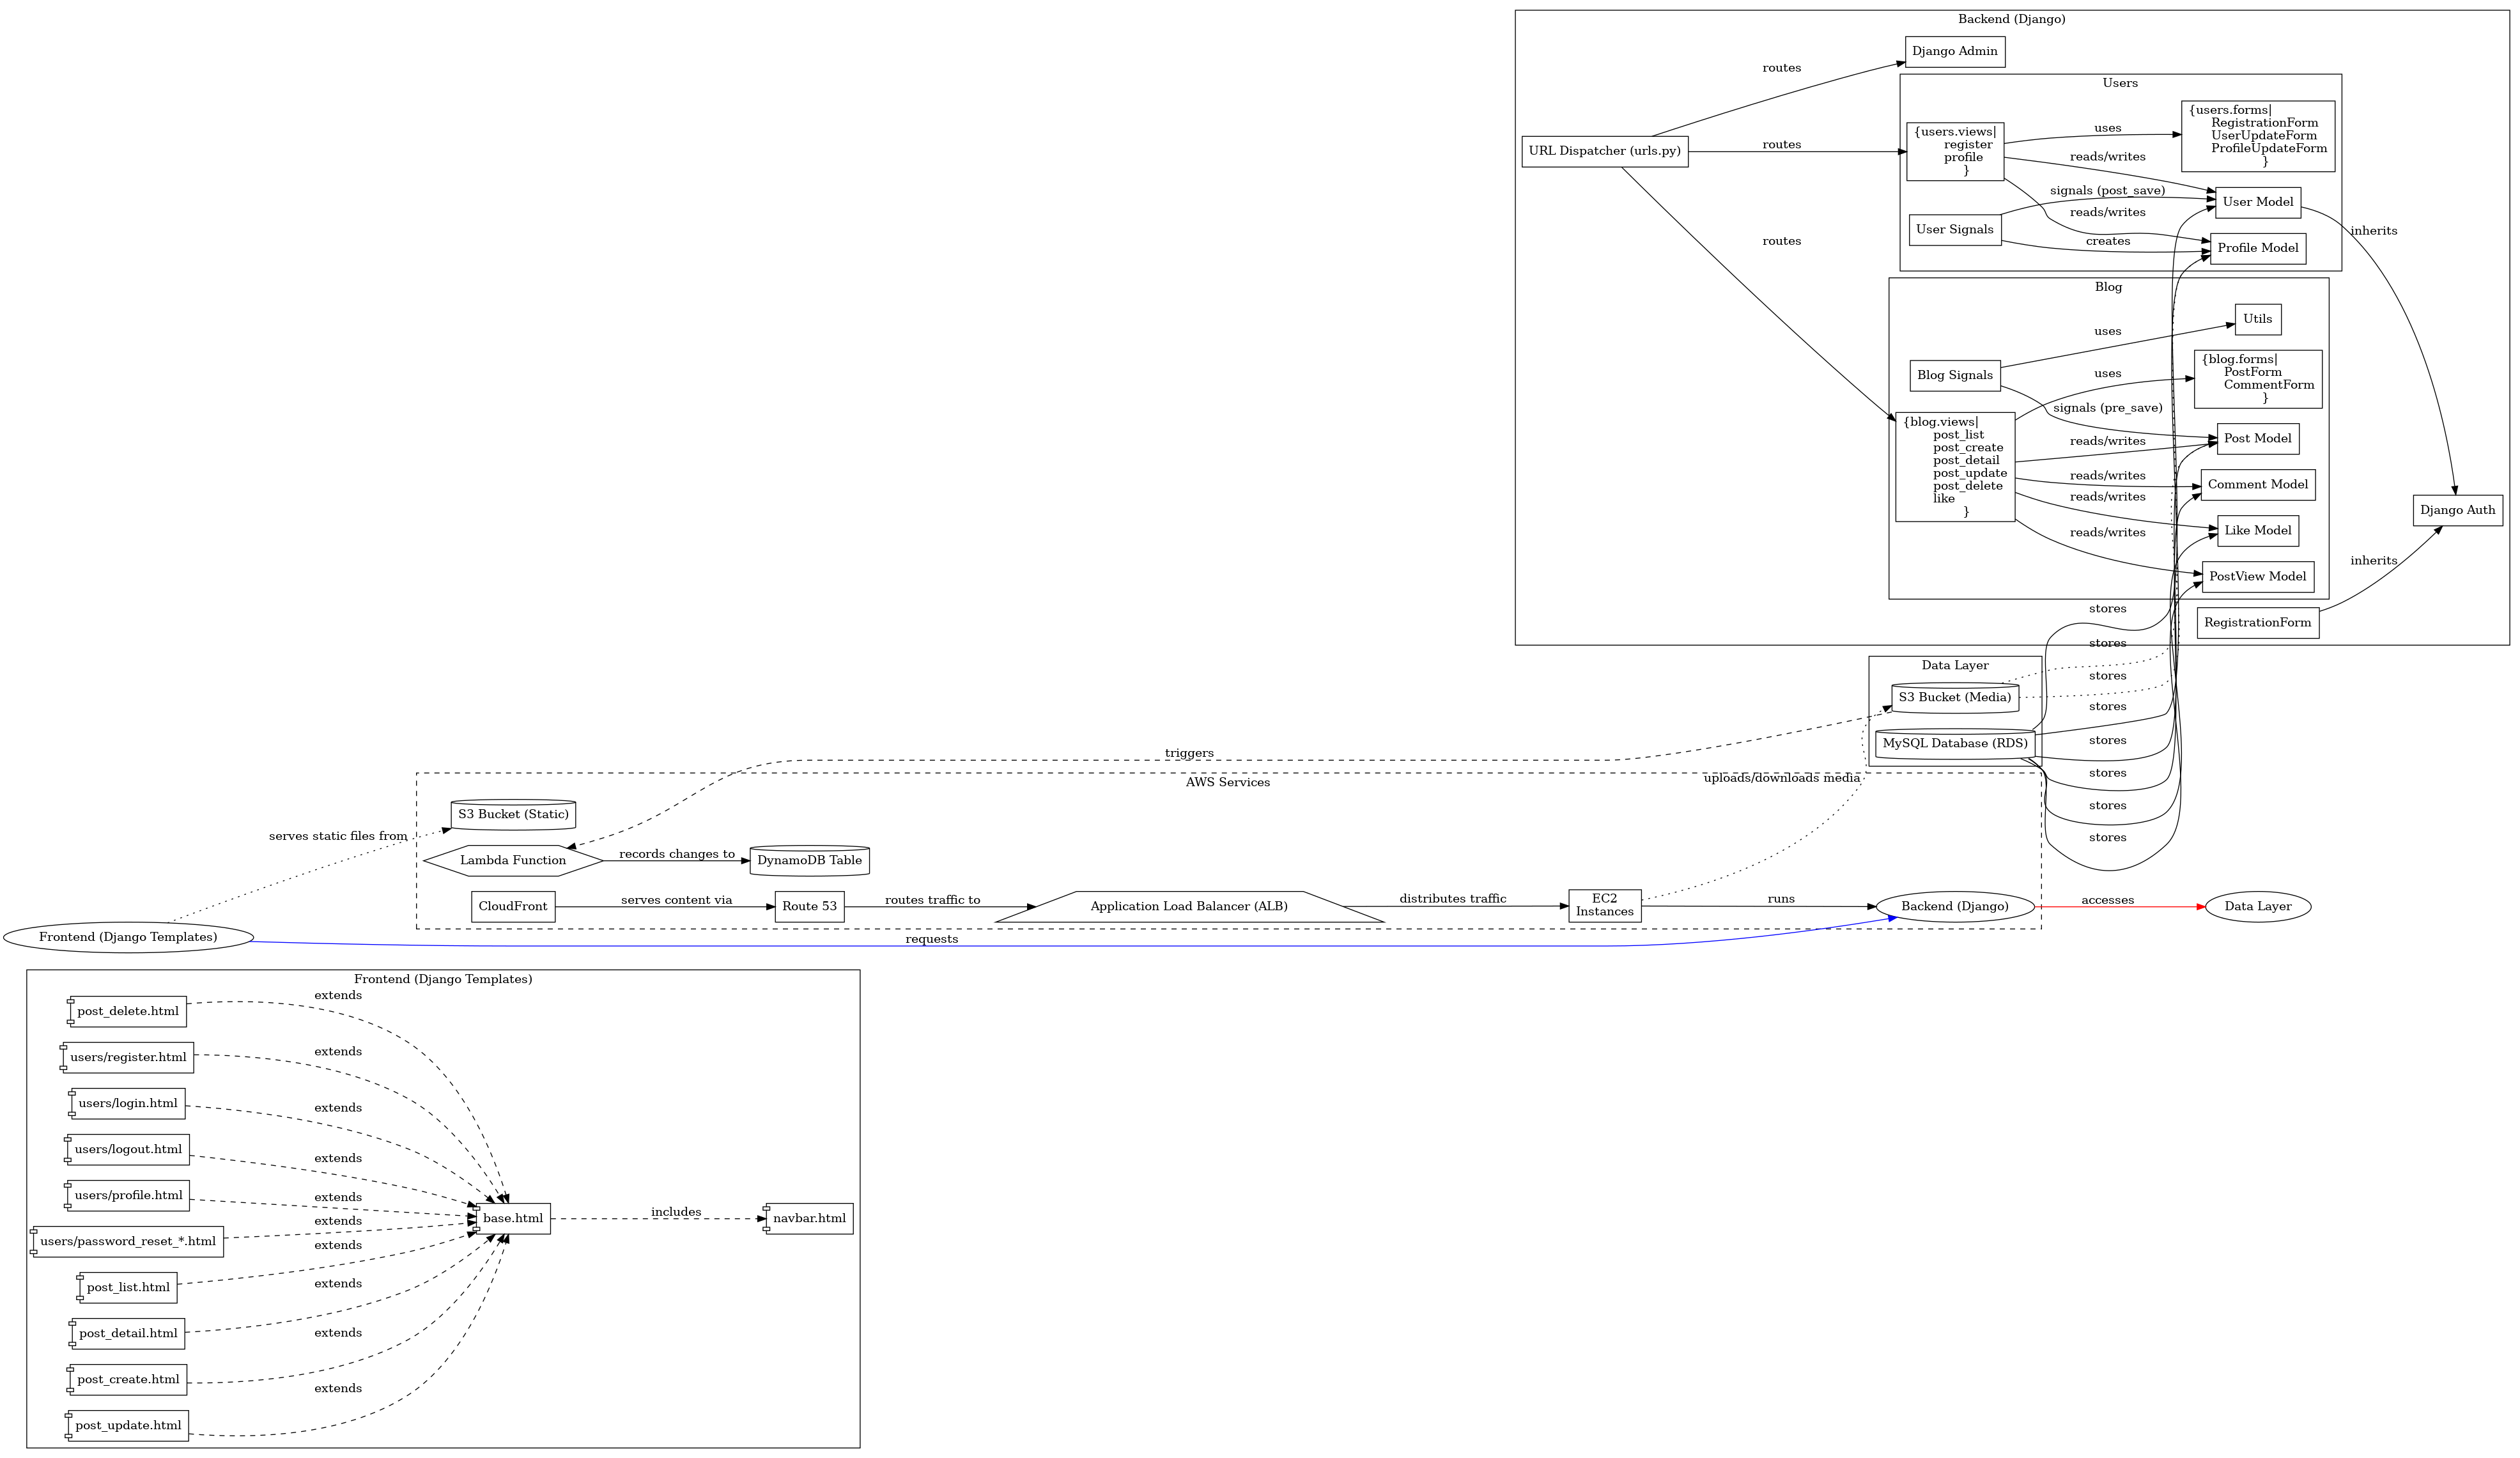 Backend (Django)
Django Admin
routes
Users
URL Dispatcher (urls.py)
routes
routes
{users.views|
register
profile
}
uses
{users.forms|
RegistrationForm
UserUpdateForm
ProfileUpdateForm
}
reads/writes
signals (post_save)
User Model
reads/writes
User Signals
creates
Profile Model
inherits
Blog
Utils
uses
Blog Signals
uses
{blog.forms|
PostForm
CommentForm
}
signals (pre_save)
{blog.views|
post_list
post_create
post_detail
post_update
post_delete
like
}
reads/writes
Post Model
reads/writes
Comment Model
reads/writes
Like Model
reads/writes
PostView Model
Django Auth
inherits
RegistrationForm
stores
stores
stores
stores
stores
stores
stores
stores
Data Layer
S3 Bucket (Media)
MySQL Database (RDS)
triggers
uploads/downloads media
AWS Services
S3 Bucket (Static)
serves static files from
Lambda Function
records changes to
DynamoDB Table
CloudFront
serves content via
Route 53
routes traffic to
Application Load Balancer (ALB)
distributes traffic
EC2
Instances
runs
Backend (Django)
accesses
Data Layer
Frontend (Django Templates)
requests
Frontend (Django Templates)
post_delete.html
extends
users/register.html
extends
users/login.html
extends
users/logout.html
extends
users/profile.html
extends
users/password_reset_*.html
extends
extends
post_list.html
extends
post_detail.html
extends
post_create.html
extends
post_update.html
base.html
includes
navbar.html